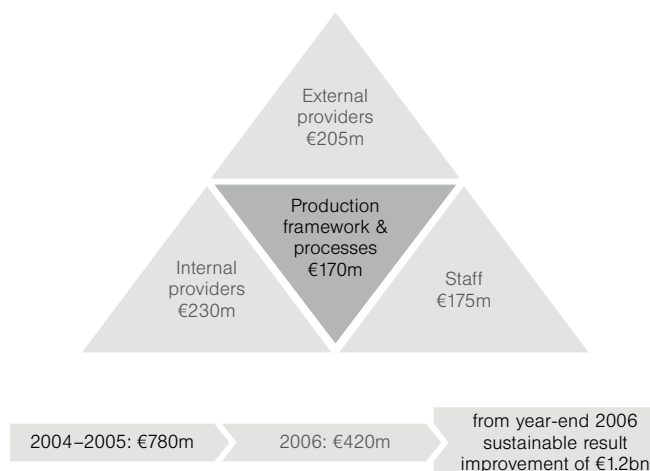 External
providers
€205m
Production
framework &
processes
€170m
Internal
providers
€230m
Staff
€175m
2004–2005: €780m
2006: €420m
from year-end 2006
sustainable result
improvement of €1.2bn